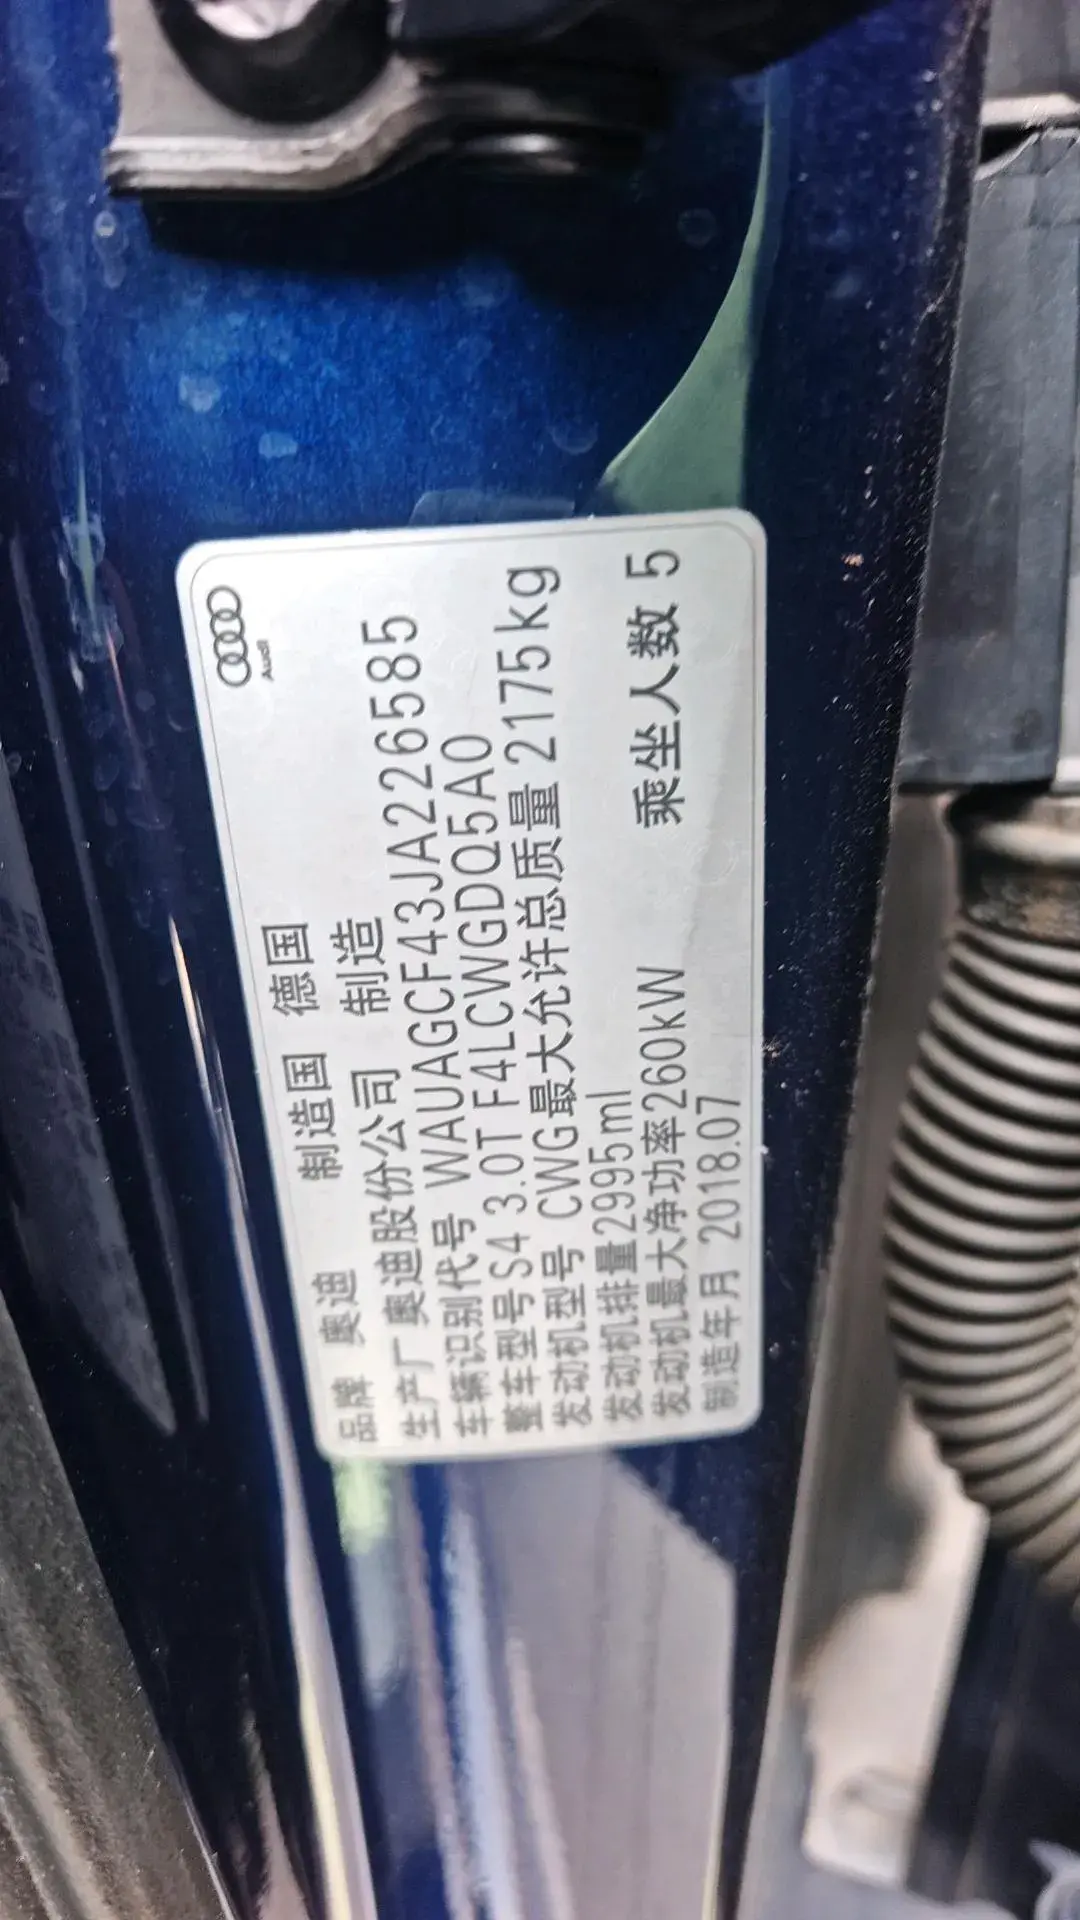 Audi
品牌 奥迪 制造国 德国
生产厂 奥迪股份公司 制造
车辆识别代号 WAUAGCF43JA226585
整车型号 S4 3.0T F4LCWGDQ5A0
发动机型号 CWG 最大允许总质量 2175kg
发动机排量 2995ml
发动机最大净功率 260kW 乘坐人数 5
制造年月 2018.07